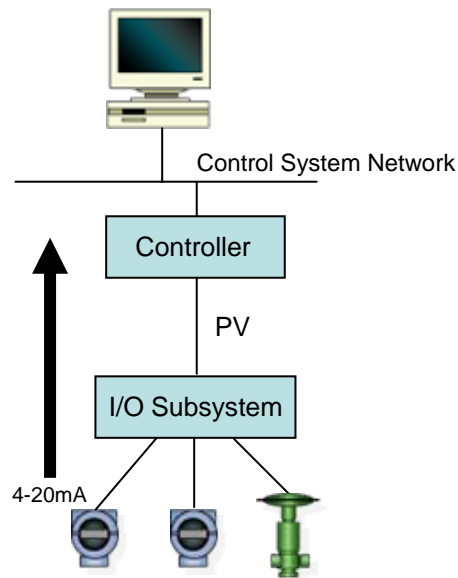 Control System Network
Controller
PV
I/O Subsystem
4-20mA